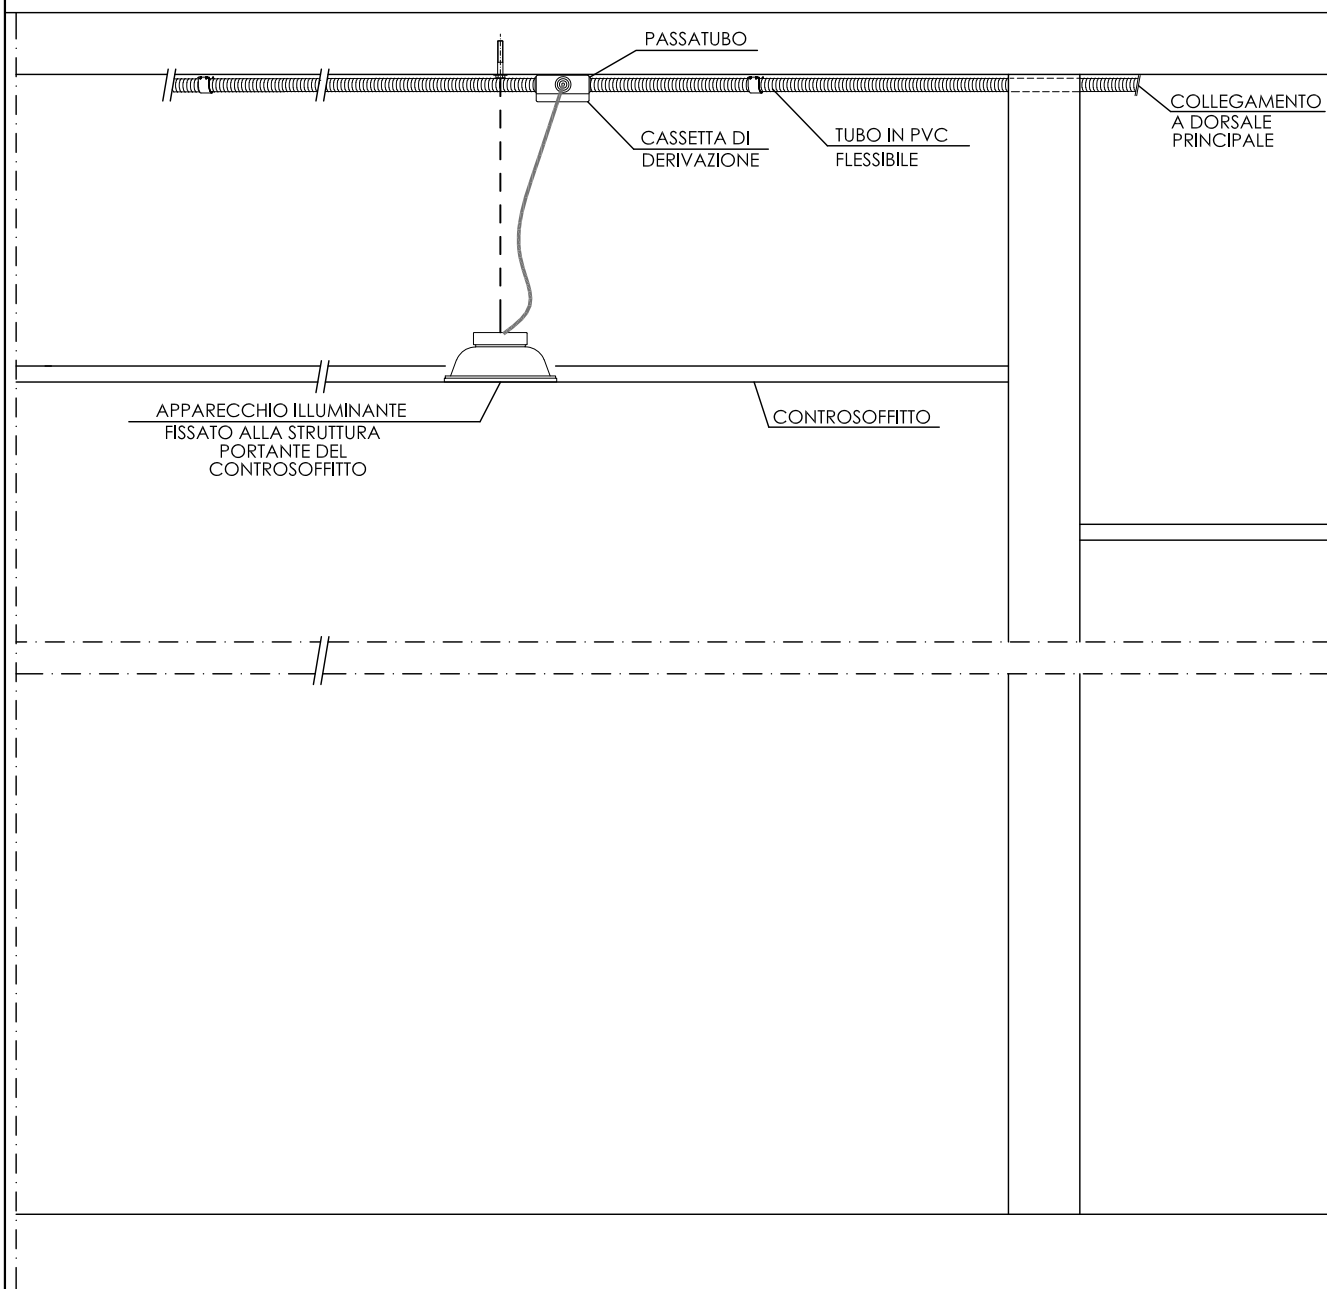 PASSATUBO
COLLEGAMENTO
A DORSALE
PRINCIPALE
CASSETTA DI
DERIVAZIONE
TUBO IN PVC
FLESSIBILE
APPARECCHIO ILLUMINANTE
FISSATO ALLA STRUTTURA
PORTANTE DEL
CONTROSOFFITTO
CONTROSOFFITTO